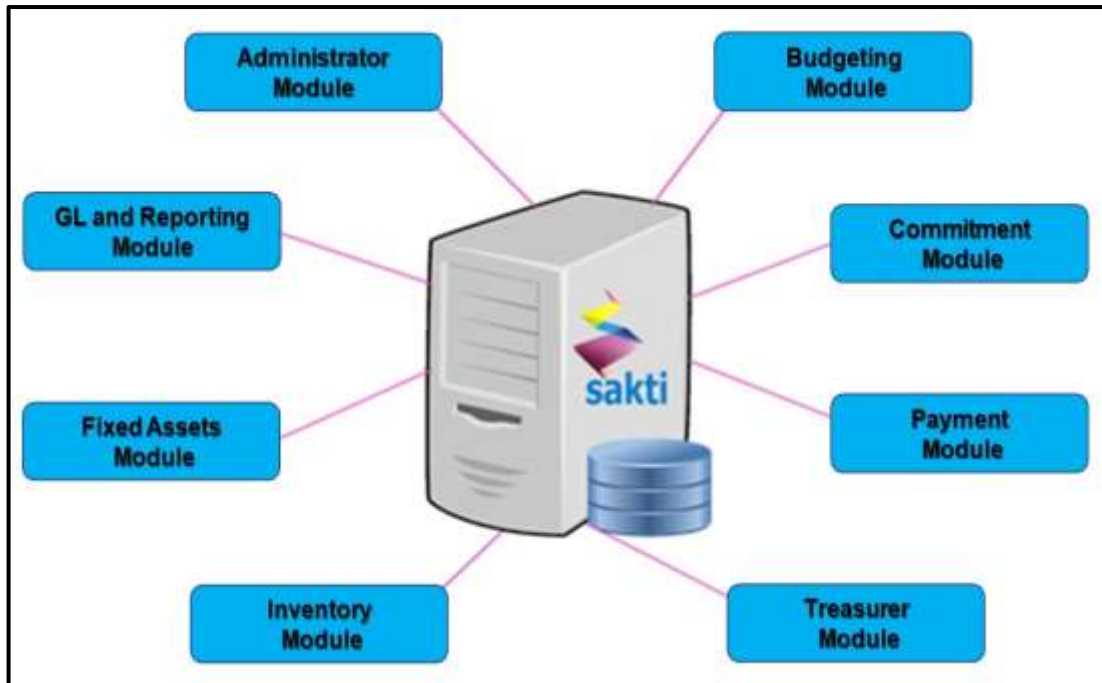 Administrator
Module
Budgeting
Module
GL and Reporting
Module
Commitment
Module
sakti
Fixed Assets
Module
Payment
Module
Inventory
Module
Treasurer
Module